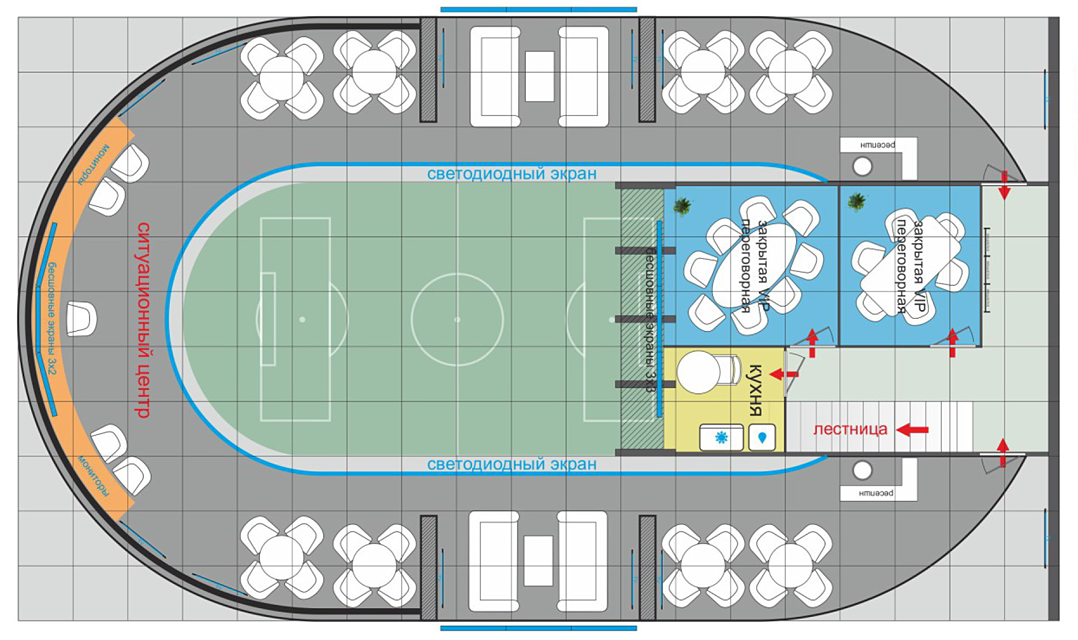 ресепшн
светодиодный экран
мониторы
ситуационный центр
бесшовные экраны 3х2
мониторы
бесшовные экраны 3х3
закрытая VIP
переговорная
закрытая VIP
переговорная
кухня
лестница
светодиодный экран
ресепшн